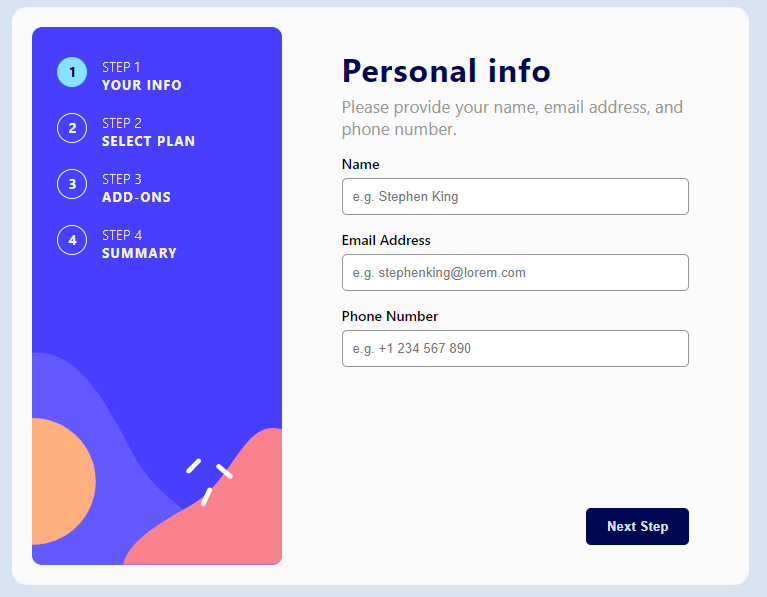 1
STEP 1
YOUR INFO
2
STEP 2
SELECT PLAN
3
STEP 3
ADD-ONS
4
STEP 4
SUMMARY
Personal info
Please provide your name, email address, and
phone number.
Name
e.g. Stephen King
Email Address
e.g. stephenking@lorem.com
Phone Number
e.g. +1 234 567 890
Next Step